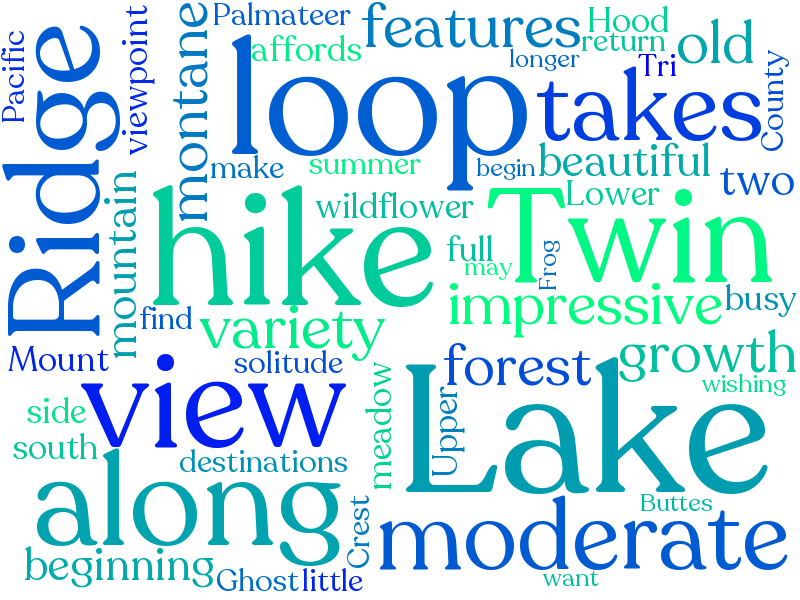 Palmateer
features
Hood
return
old
Pacific
Ridge
viewpoint
montane
affords
loop
longer
Tri
takes
County
make
summer
begin
beautiful
two
mountain
hike
wildflower
Twin
Lower
full
may
Frog
impressive
busy
find
variety
Mount
solitude
forest
growth
wishing
view
side
south
meadow
Lake
Upper
destinations
along
Crest
moderate
Buttes
beginning
Ghost
little
want